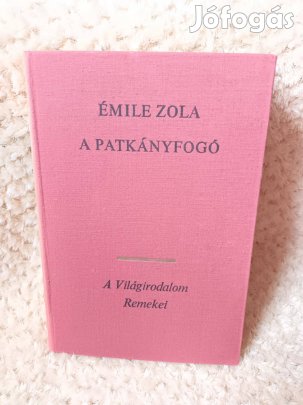 Jófogás
ÉMILE ZOLA
A PATKÁNYFOGÓ
A Világirodalom
Remekei